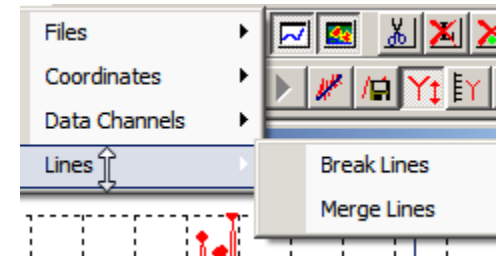 Files
Coordinates
Data Channels
Lines
Break Lines
Merge Lines